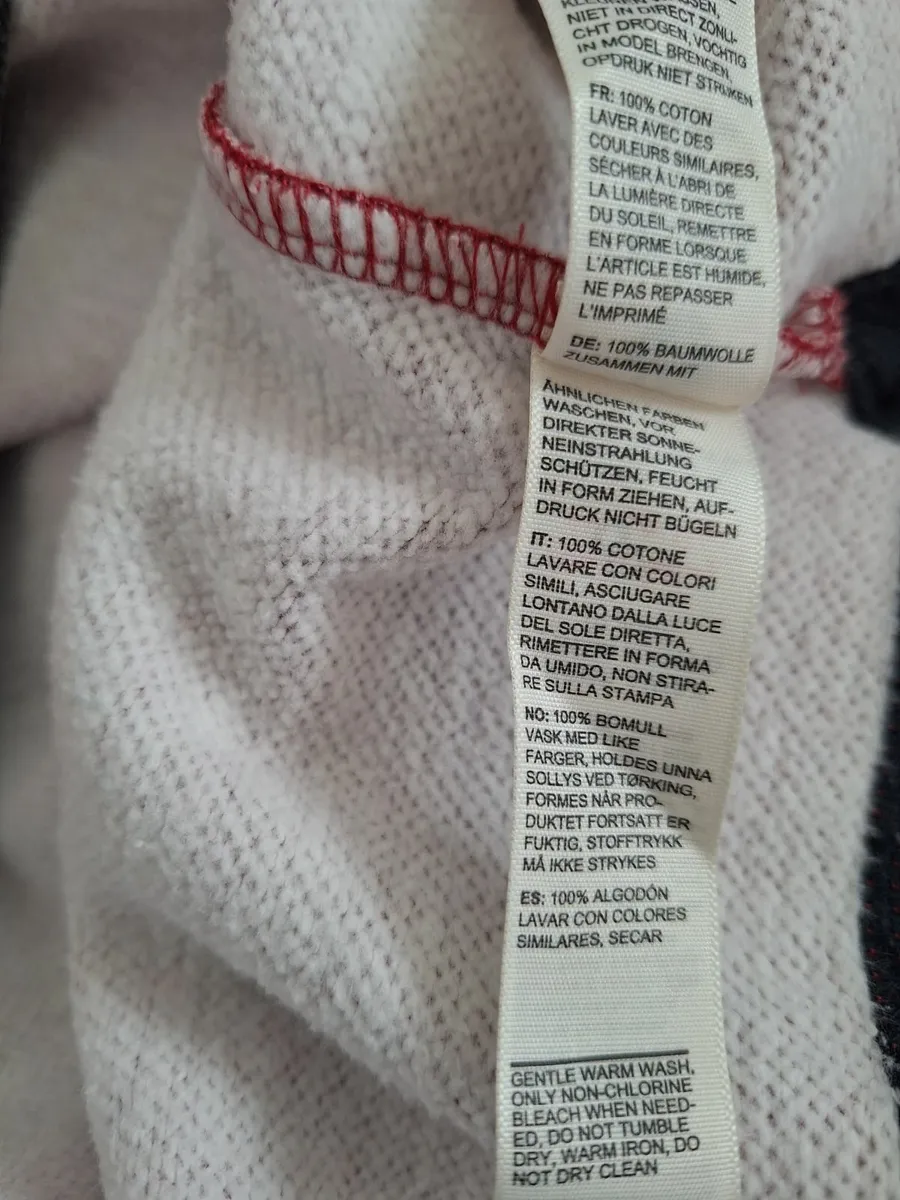 NIET IN DIRECT ZONLI-
CHT DROGEN, VOCHTIG
IN MODEL BRENGEN,
OPDRUK NIET STRIJKEN
FR: 100% COTON
LAVER AVEC DES
COULEURS SIMILAIRES,
SÉCHER À L'ABRI DE
LA LUMIÈRE DIRECTE
DU SOLEIL, REMETTRE
EN FORME LORSQUE
L'ARTICLE EST HUMIDE,
NE PAS REPASSER
L'IMPRIMÉ
DE: 100% BAUMWOLLE
ZUSAMMEN MIT
ÄHNLICHEN FARBEN
WASCHEN, VOR
DIREKTER SONNE-
NEINSTRAHLUNG
SCHÜTZEN, FEUCHT
IN FORM ZIEHEN, AUF-
DRUCK NICHT BÜGELN
IT: 100% COTONE
LAVARE CON COLORI
SIMILI, ASCIUGARE
LONTANO DALLA LUCE
DEL SOLE DIRETTA,
RIMETTERE IN FORMA
DA UMIDO, NON STIRA-
RE SULLA STAMPA
NO: 100% BOMULL
VASK MED LIKE
FARGER, HOLDES UNNA
SOLLYS VED TØRKING,
FORMES NÅR PRO-
DUKTET FORTSATT ER
FUKTIG, STOFFTRYKK
MÅ IKKE STRYKES
ES: 100% ALGODÓN
LAVAR CON COLORES
SIMILARES, SECAR
GENTLE WARM WASH,
ONLY NON-CHLORINE
BLEACH WHEN NEED-
ED, DO NOT TUMBLE
DRY, WARM IRON, DO
NOT DRY CLEAN